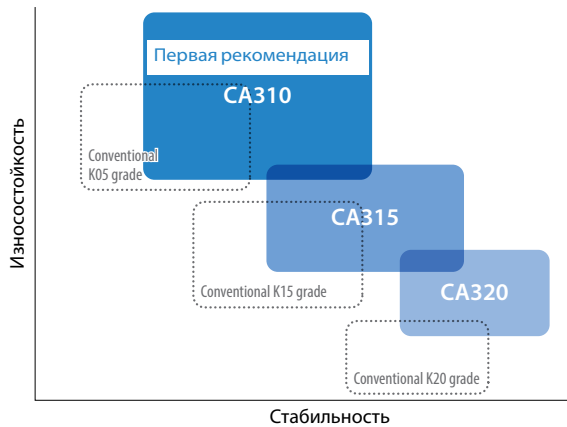 Первая рекомендация
CA310
Conventional
K05 grade
CA315
Conventional K15 grade
CA320
Conventional K20 grade
Износостойкость
Стабильность